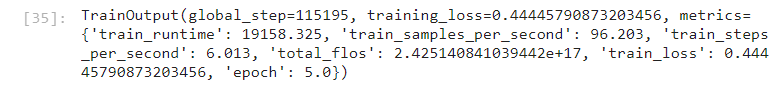 [35]: TrainOutput(global_step=115195, training_loss=0.44445790873203456, metrics=
{'train_runtime': 19158.325, 'train_samples_per_second': 96.203, 'train_steps
_per_second': 6.013, 'total_flos': 2.425140841039442e+17, 'train_loss': 0.444
45790873203456, 'epoch': 5.0})